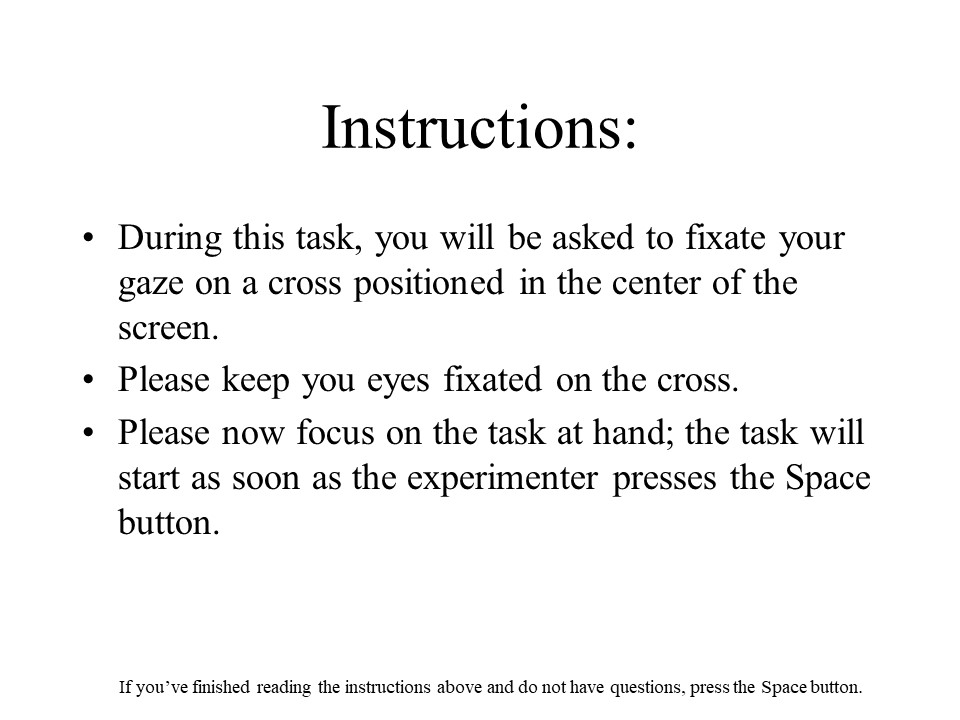 Instructions:
• During this task, you will be asked to fixate your
gaze on a cross positioned in the center of the
screen.
• Please keep you eyes fixated on the cross.
• Please now focus on the task at hand; the task will
start as soon as the experimenter presses the Space
button.
If you’ve finished reading the instructions above and do not have questions, press the Space button.